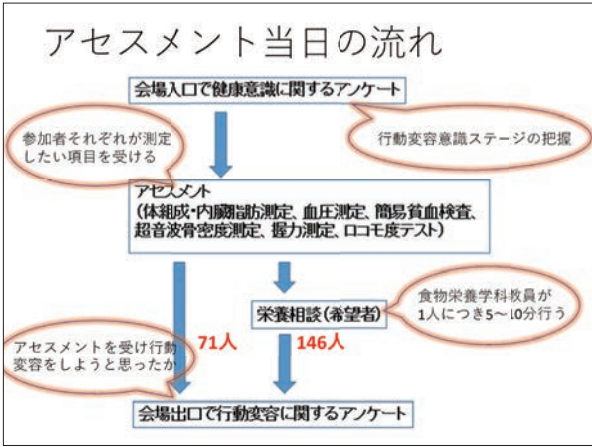 アセスメント当日の流れ
会場入口で健康意識に関するアンケート
参加者それぞれが測定
したい項目を受ける
行動変容意識ステージの把握
アセスメント
(体組成・内臓脂肪測定、血圧測定、簡易貧血検査、
超音波骨密度測定、握力測定、ロコモ度テスト)
栄養相談(希望者)
食物栄養学科教員が
1人につき5～10分行う
71人
146人
アセスメントを受け行動
変容をしようと思ったか
会場出口で行動変容に関するアンケート